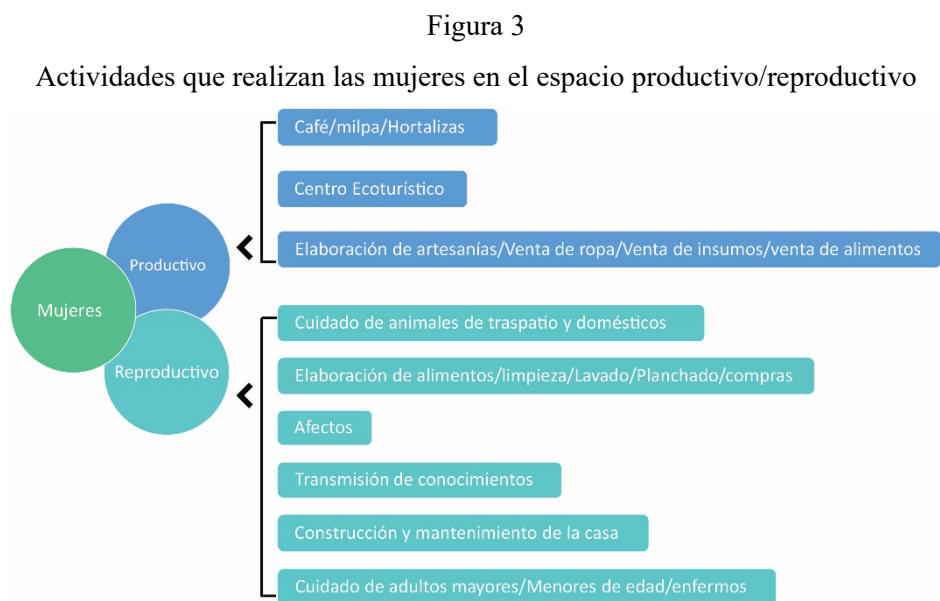 Figura 3
Actividades que realizan las mujeres en el espacio productivo/reproductivo
Café/milpa/Hortalizas
Centro Ecoturístico
Elaboración de artesanías/Venta de ropa/Venta de insumos/venta de alimentos
Productivo
Mujeres
Reproductivo
Cuidado de animales de traspatio y domésticos
Elaboración de alimentos/limpieza/Lavado/Planchado/compras
Afectos
Transmisión de conocimientos
Construcción y mantenimiento de la casa
Cuidado de adultos mayores/Menores de edad/enfermos